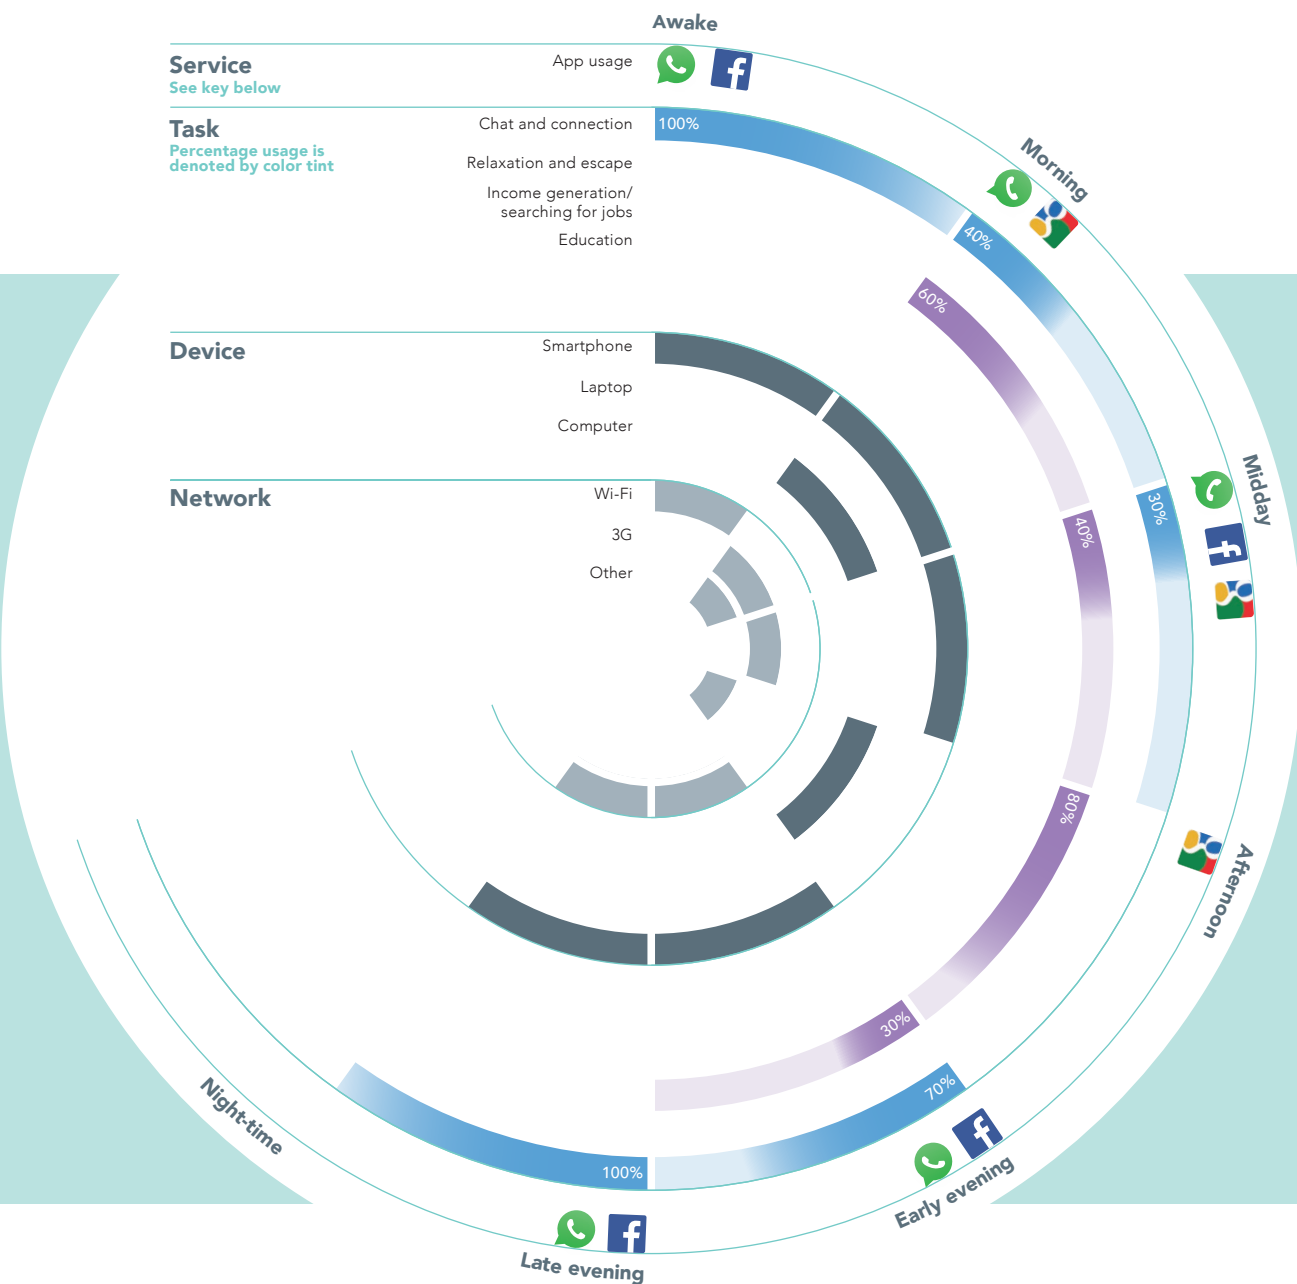 Awake
Service
See key below
App usage
Task
Percentage usage is
denoted by color tint
Chat and connection
100%
Relaxation and escape
Income generation/
searching for jobs
Education
Morning
40%
60%
Device
Smartphone
Laptop
Computer
Midday
30%
40%
Network
Wi-Fi
3G
Other
80%
Afternoon
30%
70%
Early evening
100%
Late evening
Night-time